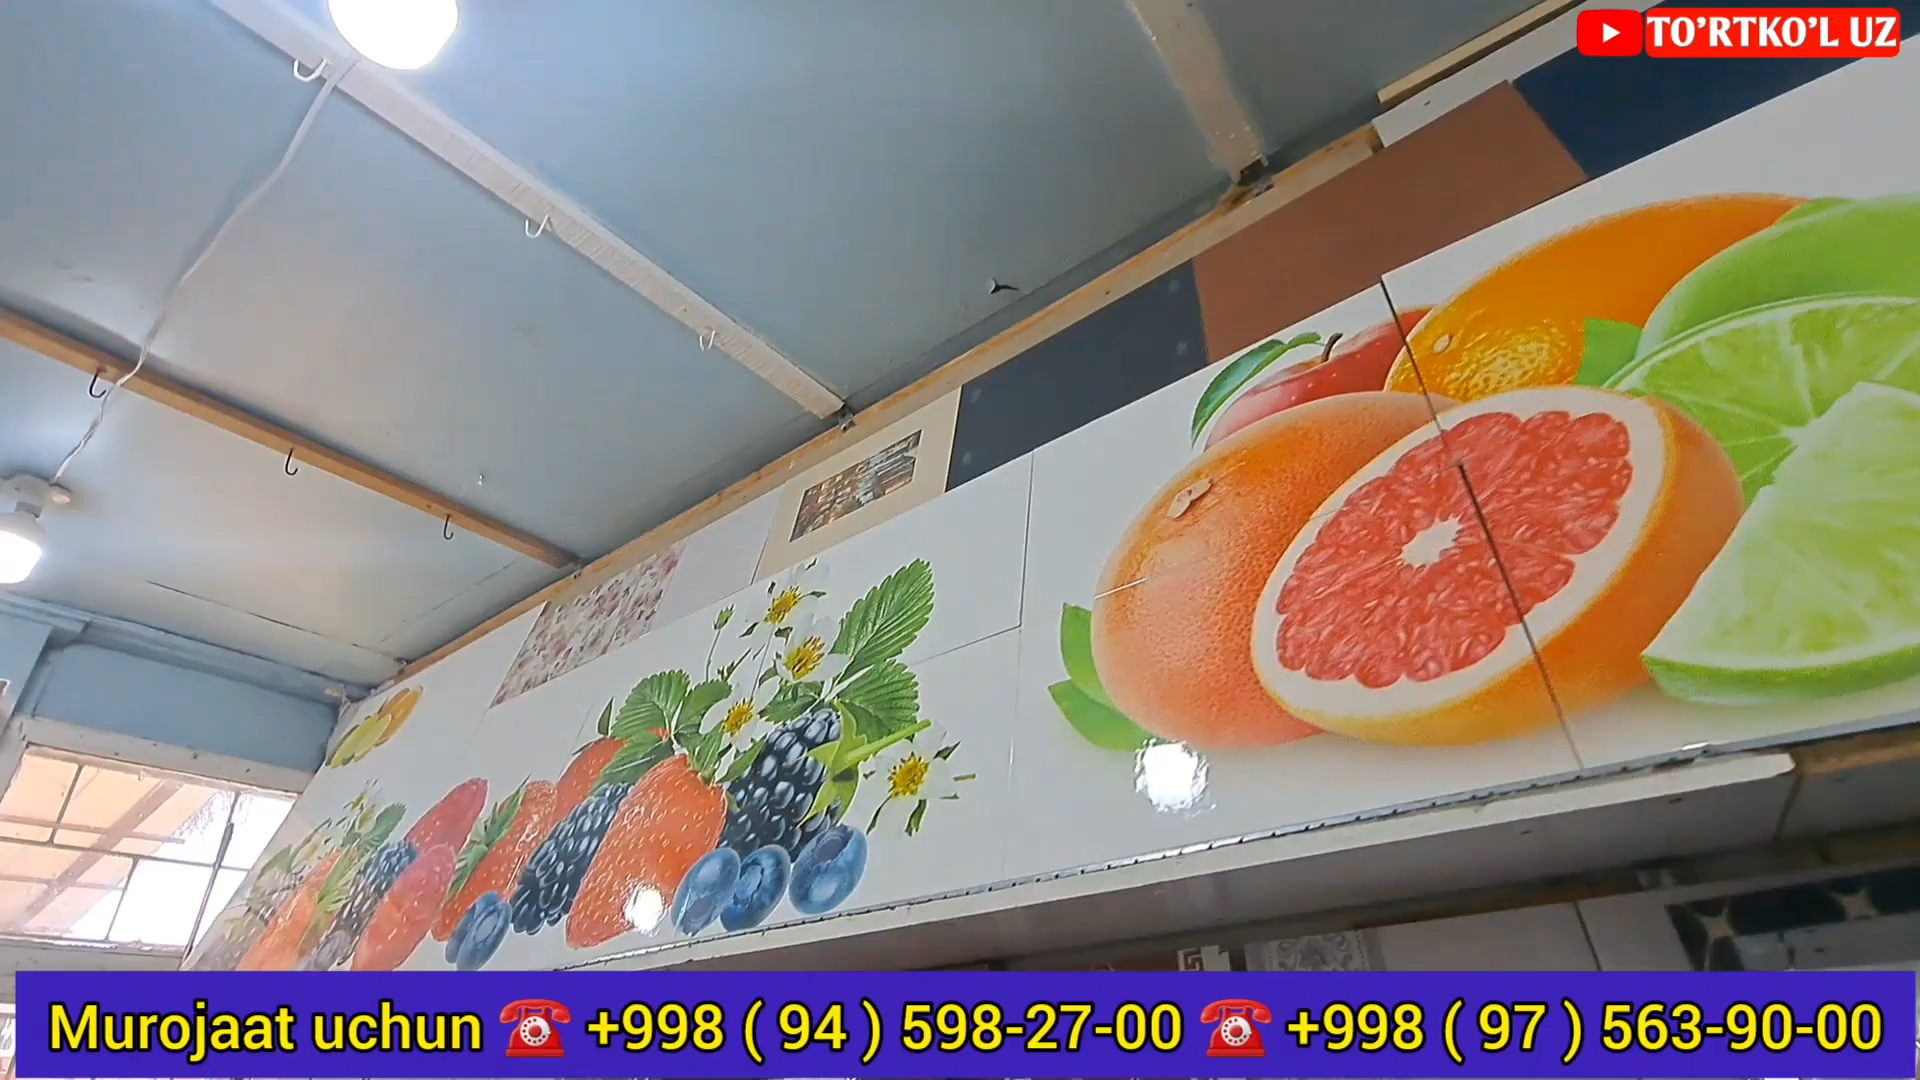 TO’RTKO’L UZ
Murojaat uchun ☎️ +998 ( 94 ) 598-27-00 ☎️ +998 ( 97 ) 563-90-00